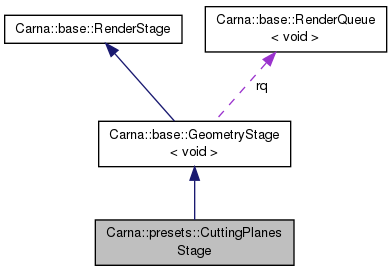 Carna::base::RenderStage
Carna::base::RenderQueue
< void >
rq
Carna::base::GeometryStage
< void >
Carna::presets::CuttingPlanes
Stage